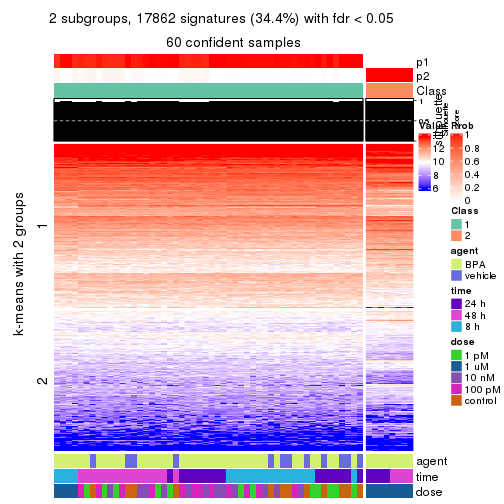 2 subgroups, 17862 signatures (34.4%) with fdr < 0.05
60 confident samples
p1
p2
Class
silhouette
1
0.5
Value
12
10
8
6
Prob
1
0.8
0.6
0.4
0.2
0
k-means with 2 groups
1
2
Class
1
2
agent
BPA
vehicle
time
24 h
48 h
8 h
dose
1 pM
1 uM
10 nM
100 pM
control
agent
time
dose